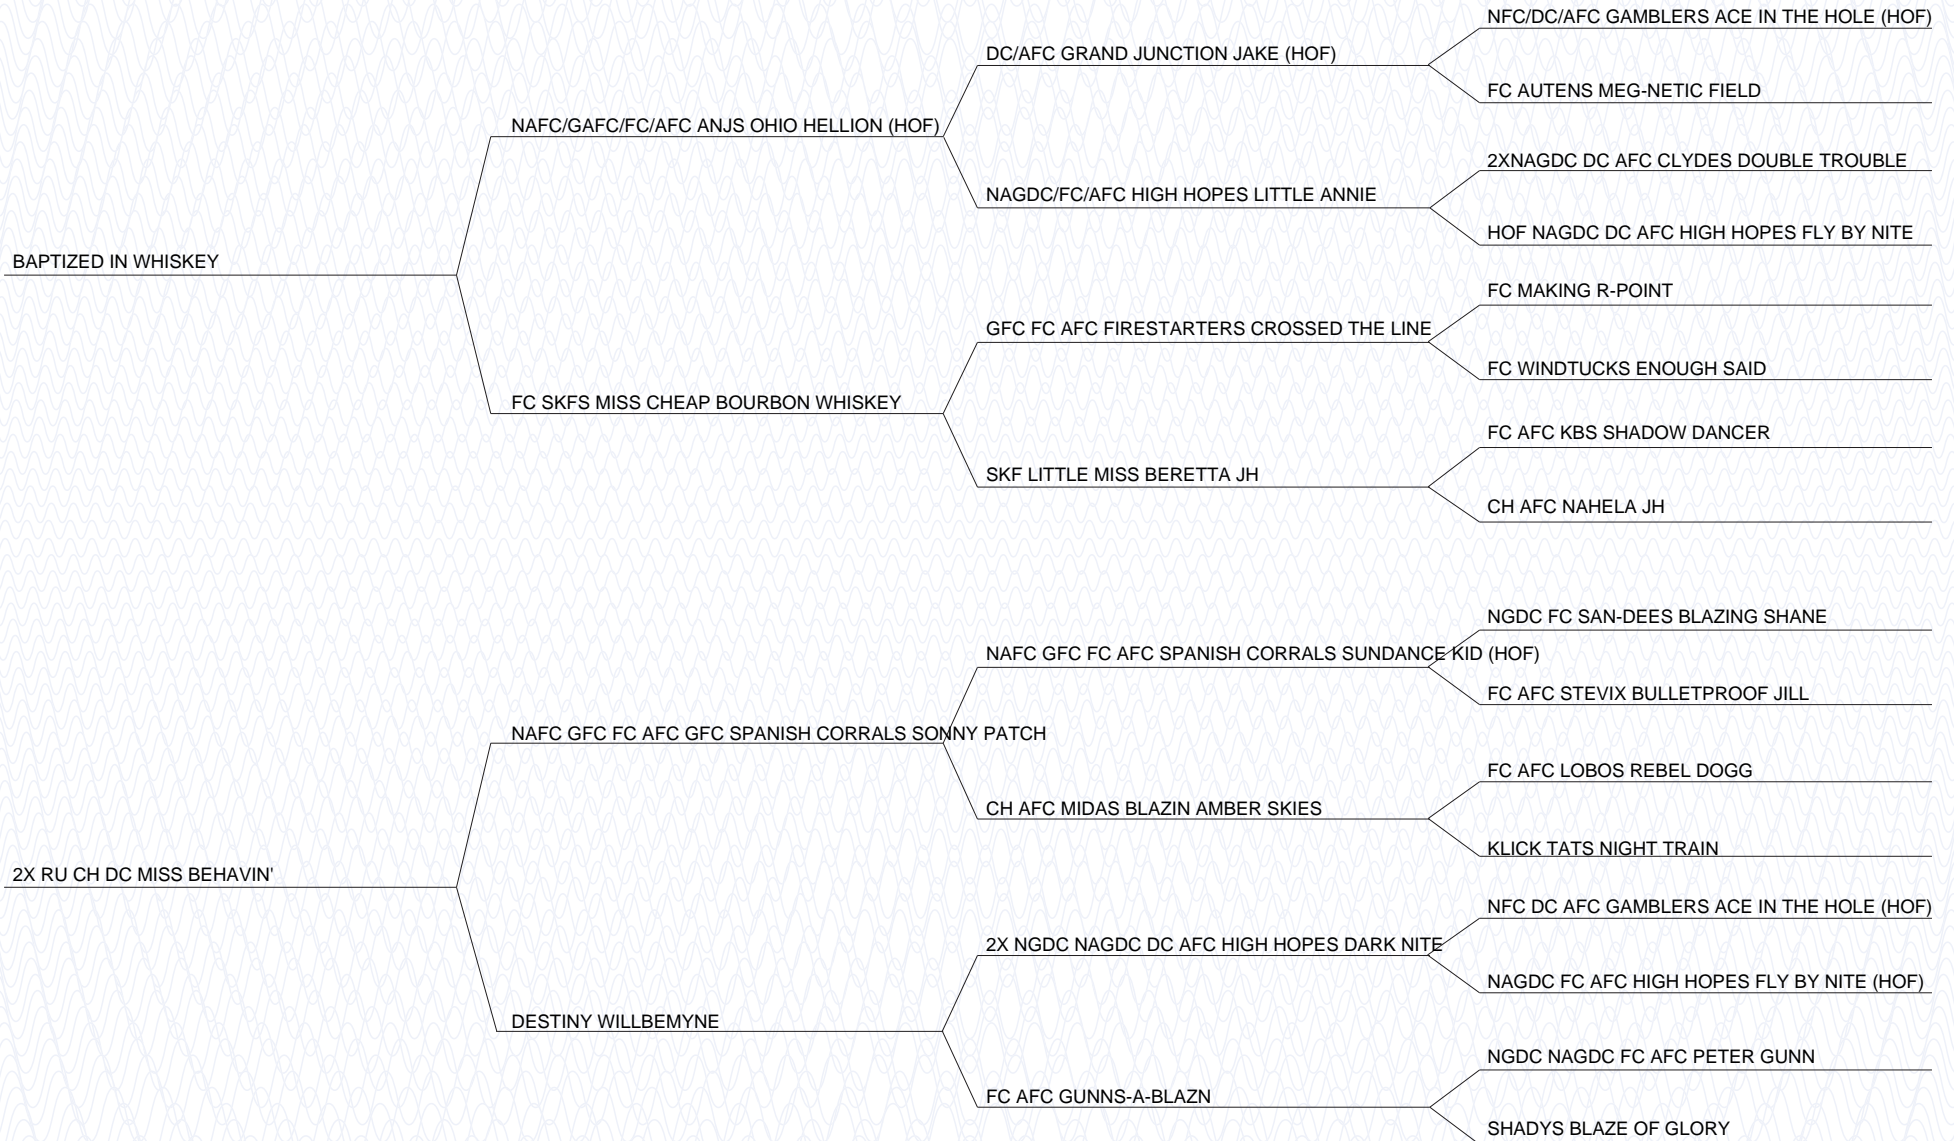 NFC/DC/AFC GAMBLERS ACE IN THE HOLE (HOF)
DC/AFC GRAND JUNCTION JAKE (HOF)
FC AUTENS MEG-NETIC FIELD
NAFC/GAFC/FC/AFC ANJS OHIO HELLION (HOF)
2XNAGDC DC AFC CLYDES DOUBLE TROUBLE
NAGDC/FC/AFC HIGH HOPES LITTLE ANNIE
HOF NAGDC DC AFC HIGH HOPES FLY BY NITE
BAPTIZED IN WHISKEY
FC MAKING R-POINT
GFC FC AFC FIRESTARTERS CROSSED THE LINE
FC WINDTUCKS ENOUGH SAID
FC SKFS MISS CHEAP BOURBON WHISKEY
FC AFC KBS SHADOW DANCER
SKF LITTLE MISS BERETTA JH
CH AFC NAHELA JH
NGDC FC SAN-DEES BLAZING SHANE
NAFC GFC FC AFC SPANISH CORRALS SUNDANCE KID (HOF)
FC AFC STEVIX BULLETPROOF JILL
NAFC GFC FC AFC GFC SPANISH CORRALS SONNY PATCH
FC AFC LOBOS REBEL DOGG
CH AFC MIDAS BLAZIN AMBER SKIES
KLICK TATS NIGHT TRAIN
2X RU CH DC MISS BEHAVIN'
NFC DC AFC GAMBLERS ACE IN THE HOLE (HOF)
2X NGDC NAGDC DC AFC HIGH HOPES DARK NITE
NAGDC FC AFC HIGH HOPES FLY BY NITE (HOF)
DESTINY WILLBEMYNE
NGDC NAGDC FC AFC PETER GUNN
FC AFC GUNNS-A-BLAZN
SHADYS BLAZE OF GLORY